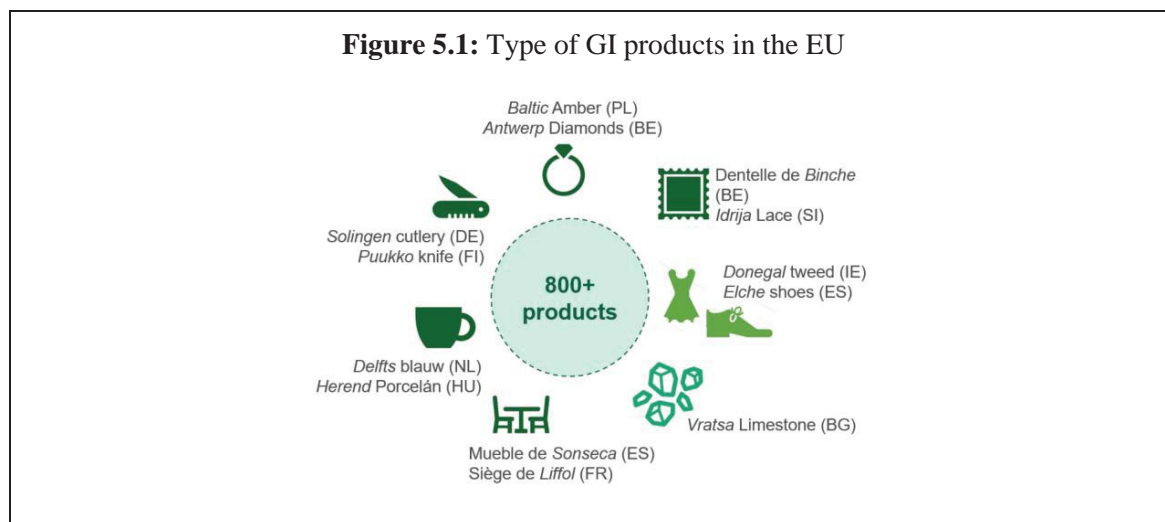 Figure 5.1: Type of GI products in the EU
Baltic Amber (PL)
Antwerp Diamonds (BE)
Dentelle de Binche
(BE)
Idrija Lace (SI)
Solingen cutlery (DE)
Puukko knife (FI)
Donegal tweed (IE)
Elche shoes (ES)
800+
products
Delfts blauw (NL)
Herend Porcelán (HU)
Vratsa Limestone (BG)
Mueble de Sonseca (ES)
Siège de Liffol (FR)